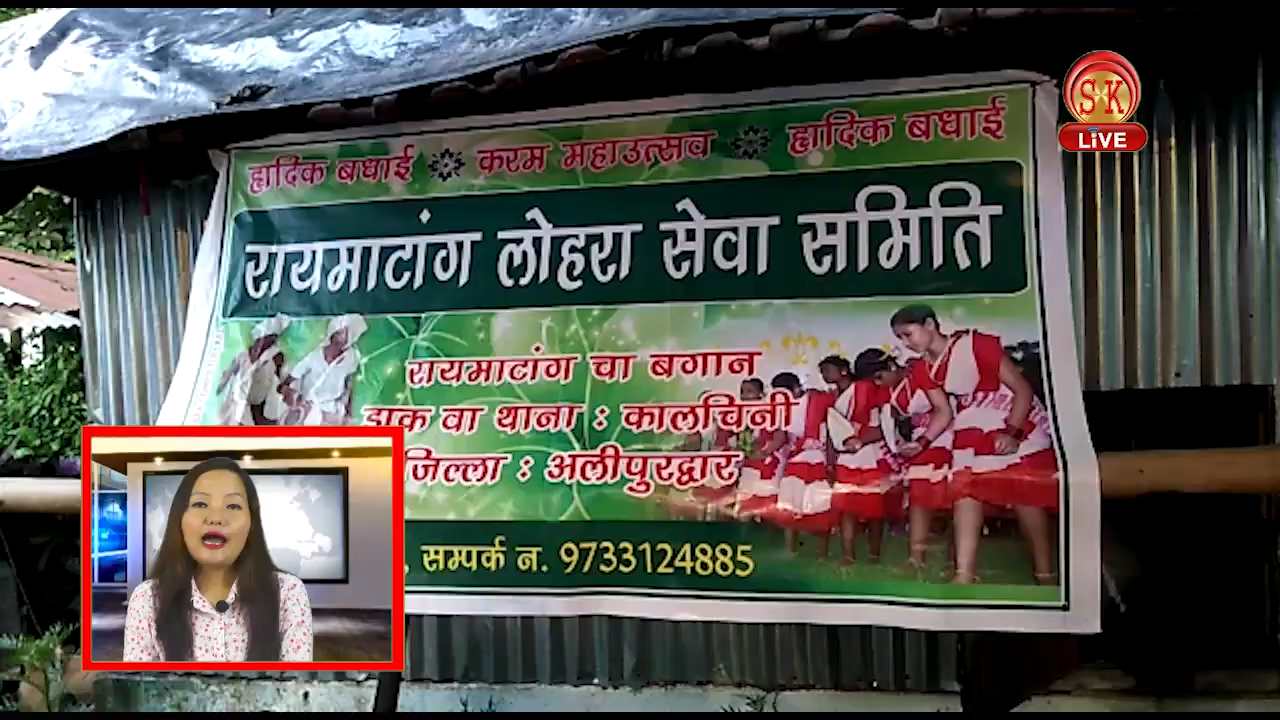 SK
LiVE
हार्दिक बधाई करम महाउत्सव हार्दिक बधाई
रायमाटांग लोहरा सेवा समिति
रायमाटांग चा बगान
डाक वा थाना : कालचिनी
जिल्ला : अलीपुरद्वार
, सम्पर्क न. 9733124885